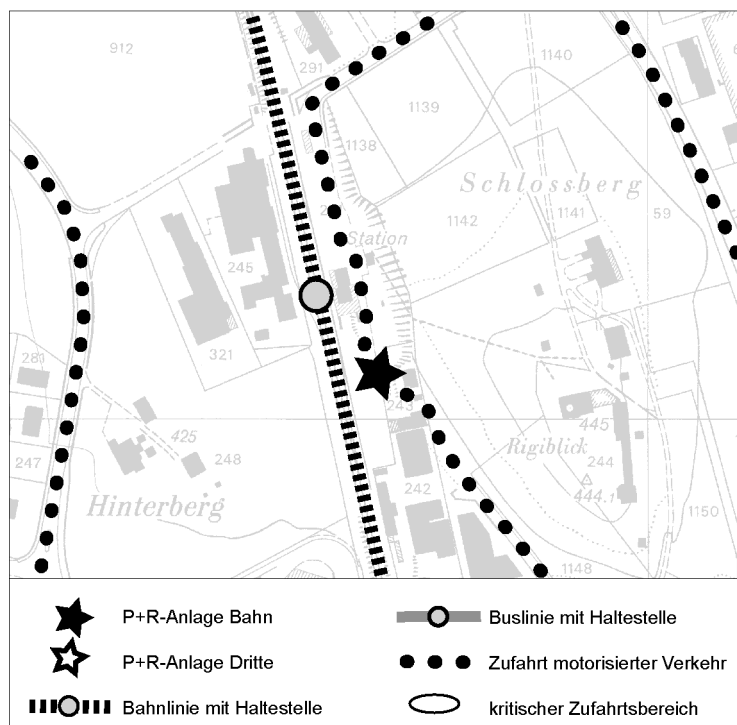 912
291
1140
1139
1138
Schlossberg
1142
1141
59
Station
245
321
281
425
243
445
Rigiblick
244
247
248
242
444.1
Hinterberg
1150
1148
P+R-Anlage Bahn
Buslinie mit Haltestelle
P+R-Anlage Dritte
Zufahrt motorisierter Verkehr
Bahnlinie mit Haltestelle
kritischer Zufahrtsbereich